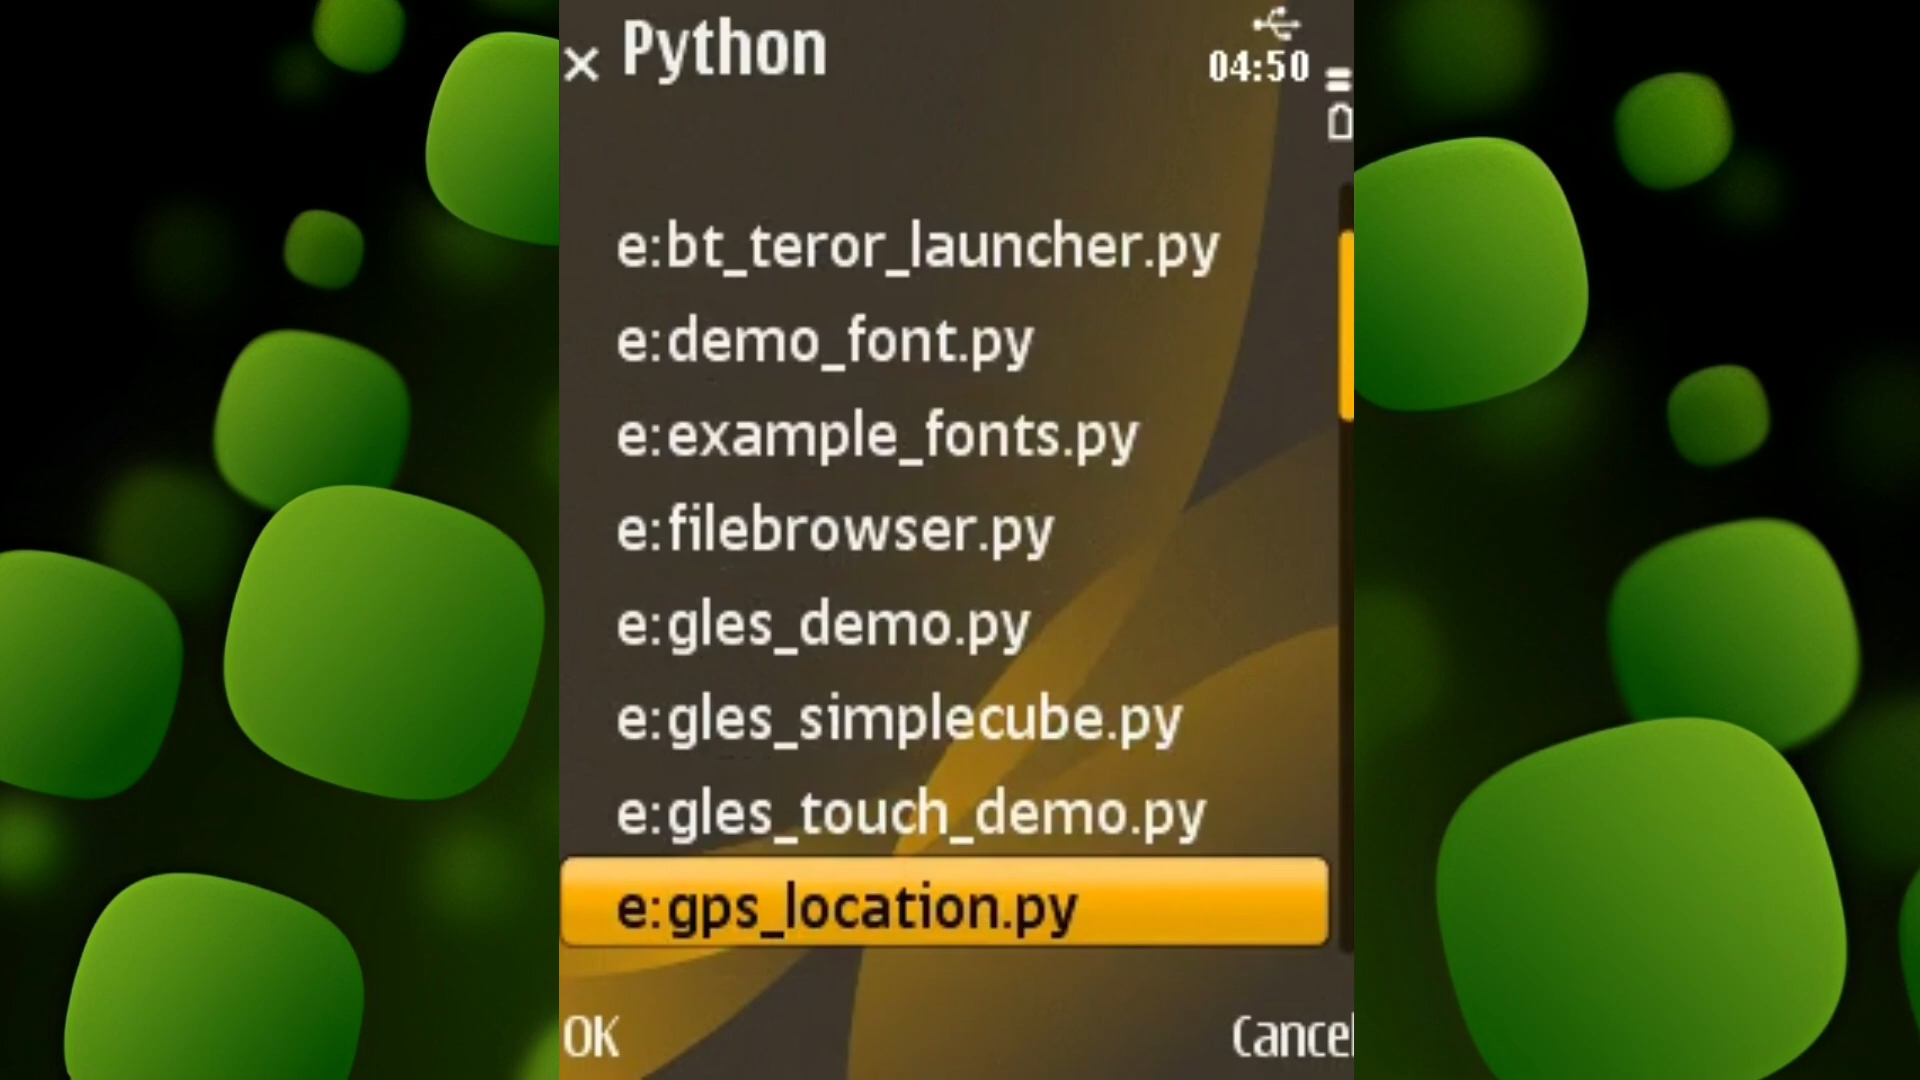 Python
04:50
e:bt_teror_launcher.py
e:demo_font.py
e:example_fonts.py
e:filebrowser.py
e:gles_demo.py
e:gles_simplecube.py
e:gles_touch_demo.py
e:gps_location.py
OK
Cancel